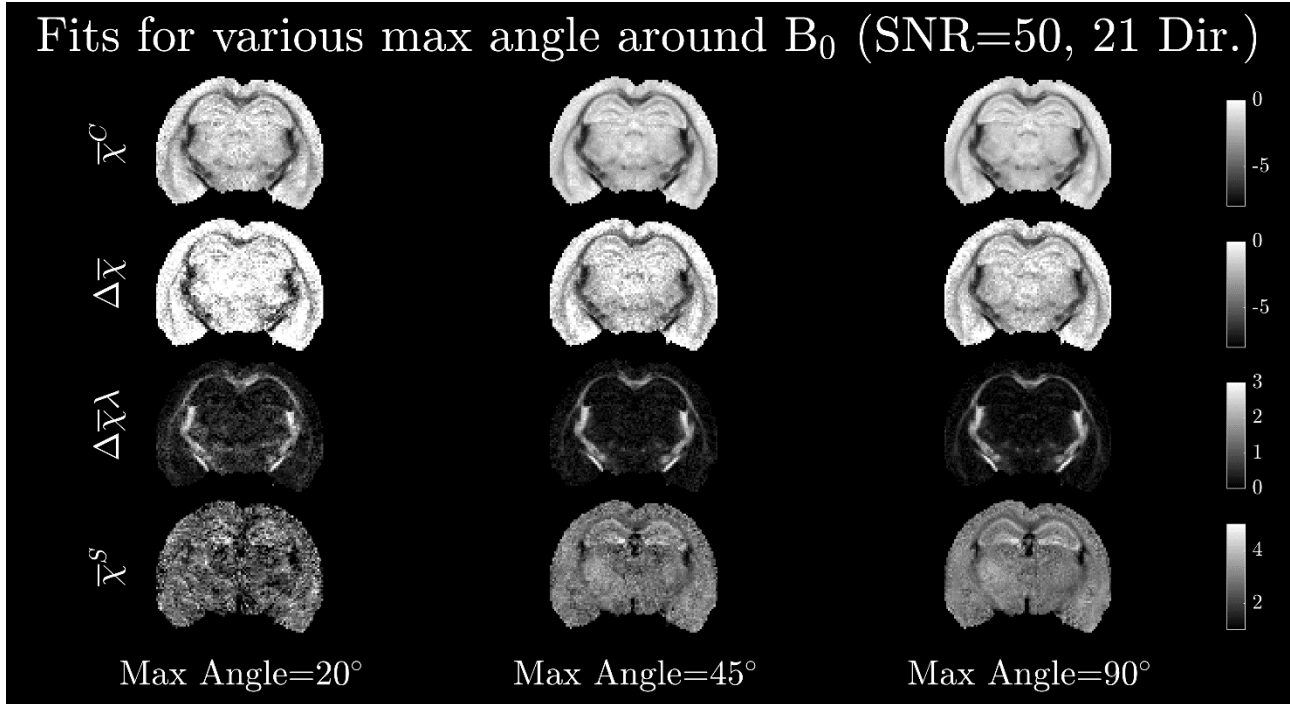 Fits for various max angle around B₀ (SNR=50, 21 Dir.)
χ̅ᶜ
0
-5
Δχ̅
0
-5
Δχ̅λ
3
2
1
0
χ̅ˢ
4
2
Max Angle=20° Max Angle=45° Max Angle=90°